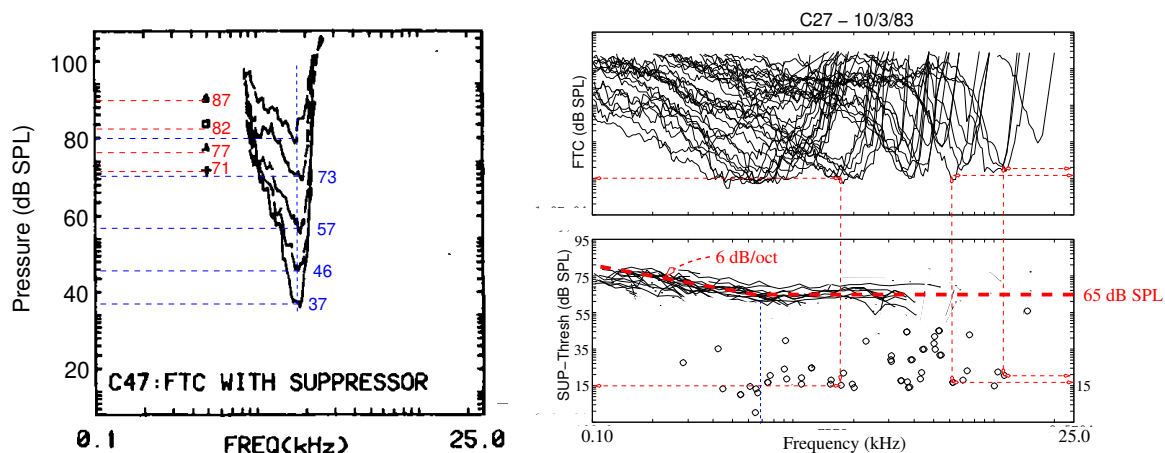 100
80
60
40
20
Pressure (dB SPL)
87
82
77
71
73
57
46
37
C47:FTC WITH SUPPRESSOR
0.1
FREQ(kHz)
25.0
C27 − 10/3/83
FTC (dB SPL)
95
75
55
35
15
SUP−Thresh (dB SPL)
6 dB/oct
65 dB SPL
15
0.10
Frequency (kHz)
25.0